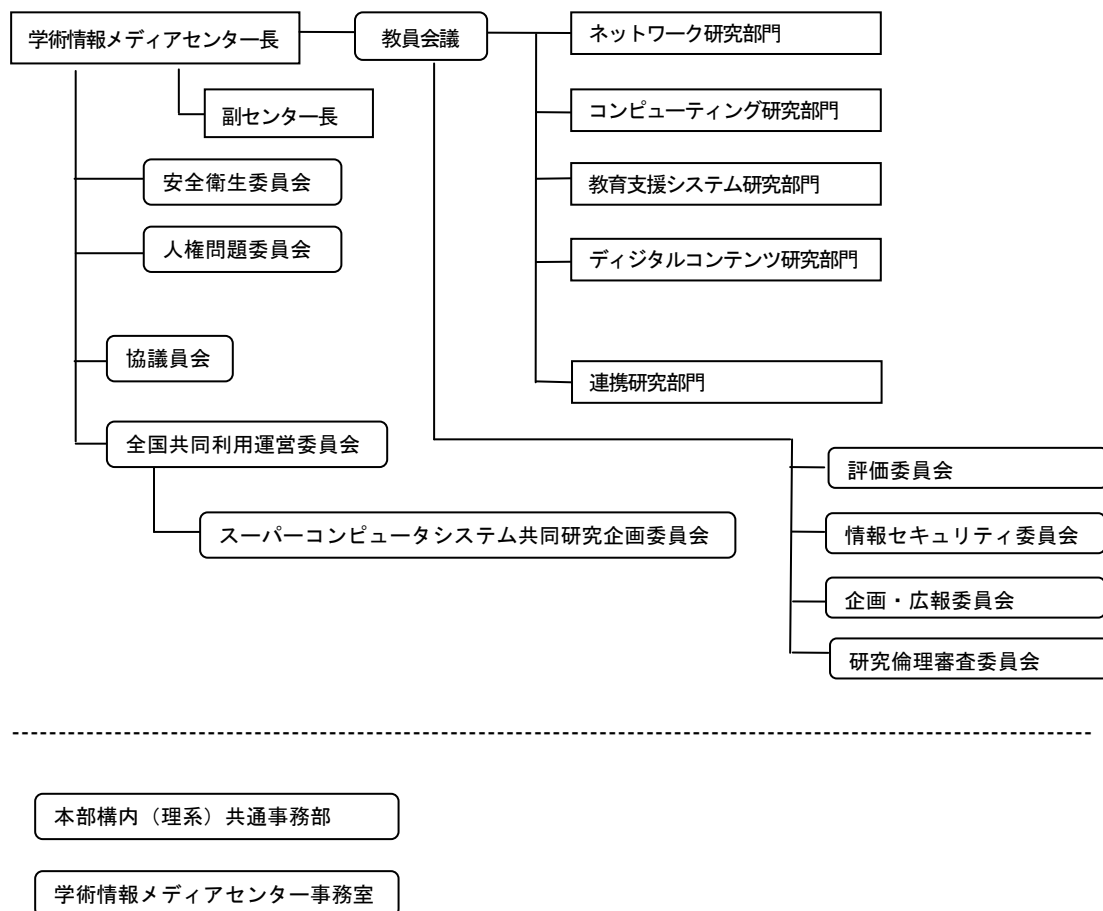 学術情報メディアセンター長
教員会議
ネットワーク研究部門
コンピューティング研究部門
副センター長
安全衛生委員会
教育支援システム研究部門
人権問題委員会
ディジタルコンテンツ研究部門
協議員会
連携研究部門
全国共同利用運営委員会
評価委員会
スーパーコンピュータシステム共同研究企画委員会
情報セキュリティ委員会
企画・広報委員会
研究倫理審査委員会
本部構内（理系）共通事務部
学術情報メディアセンター事務室